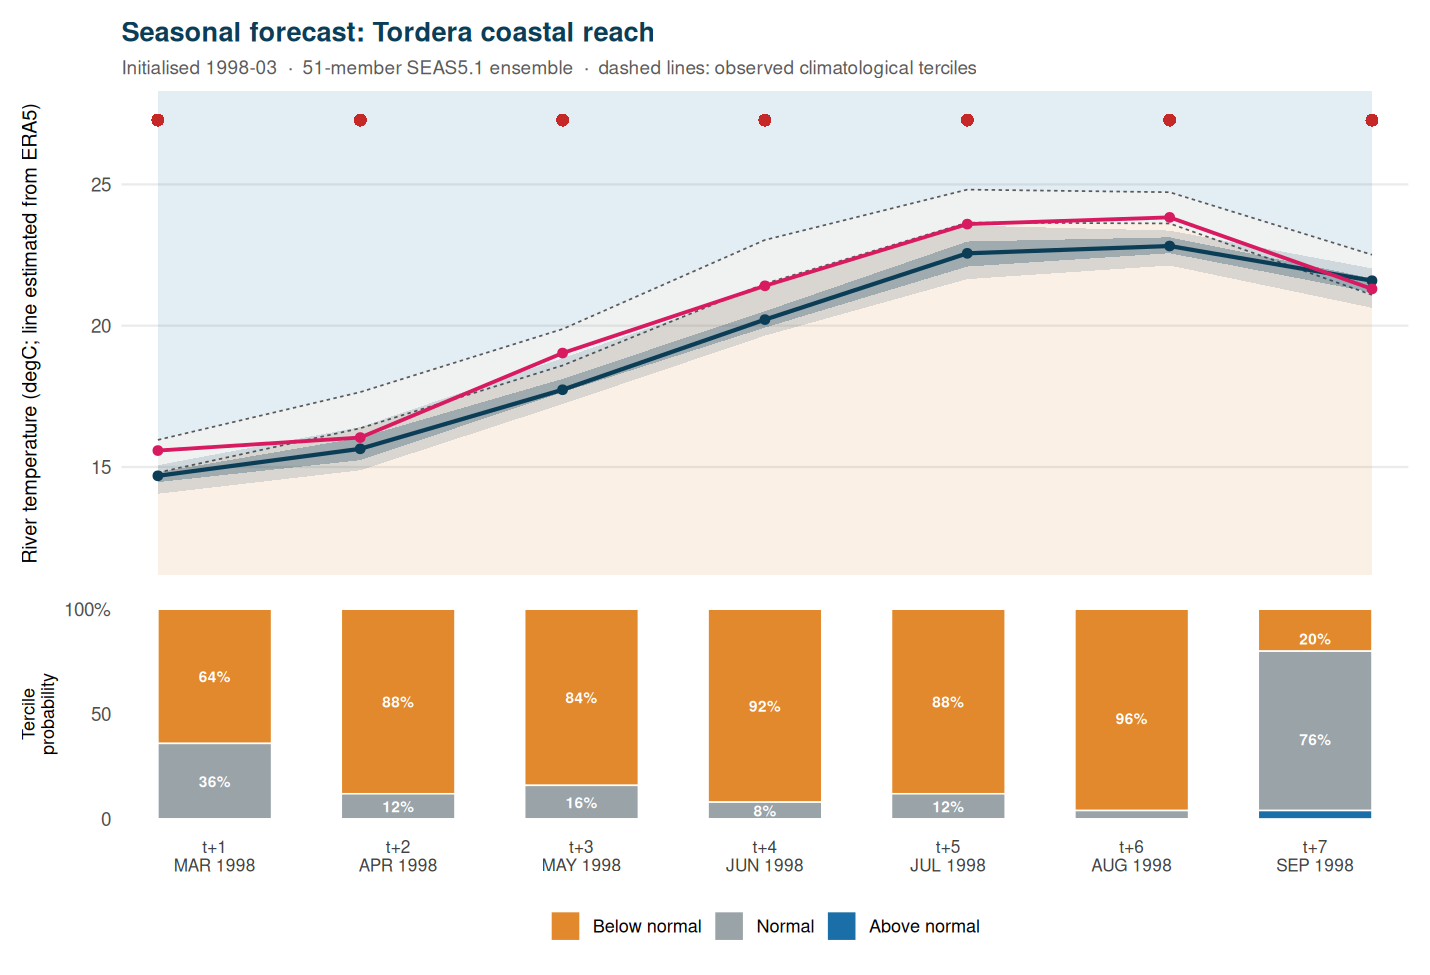 Seasonal forecast: Tordera coastal reach
Initialised 1998-03 · 51-member SEAS5.1 ensemble · dashed lines: observed climatological terciles
River temperature (degC; line estimated from ERA5)
25
20
15
Tercile
probability
100%
50
0
64%
36%
88%
12%
84%
16%
92%
8%
88%
12%
96%
20%
76%
t+1
MAR 1998
t+2
APR 1998
t+3
MAY 1998
t+4
JUN 1998
t+5
JUL 1998
t+6
AUG 1998
t+7
SEP 1998
Below normal
Normal
Above normal